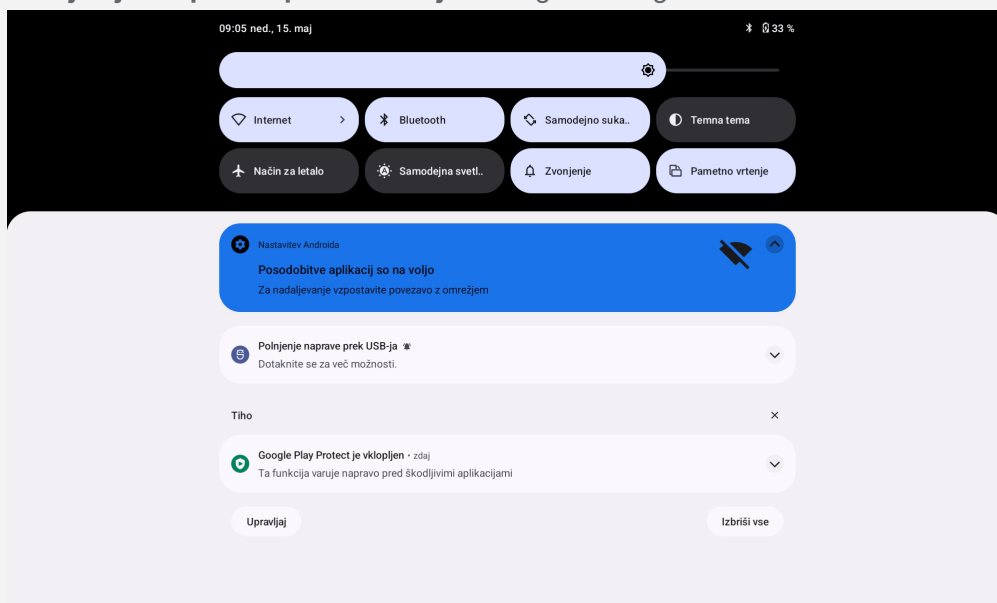 09:05 ned., 15. maj
33 %
Internet
Bluetooth
Samodejno suka..
Temna tema
Način za letalo
Samodejna svetl..
Zvonjenje
Pametno vrtenje
Nastavitev Androida
Posodobitve aplikacij so na voljo
Za nadaljevanje vzpostavite povezavo z omrežjem
Polnjenje naprave prek USB-ja
Dotaknite se za več možnosti.
Tiho
Google Play Protect je vklopljen • zdaj
Ta funkcija varuje napravo pred škodljivimi aplikacijami
Upravljaj
Izbriši vse